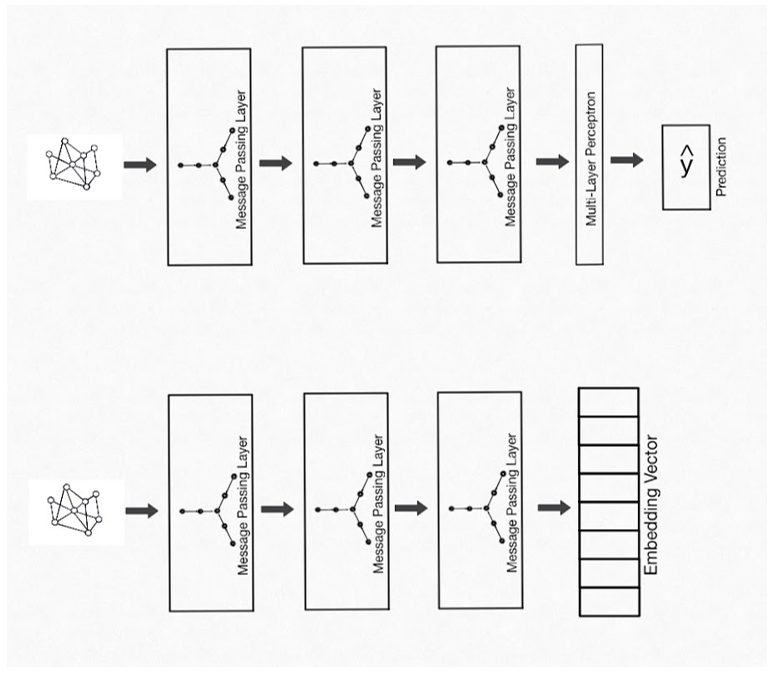 Message Passing Layer
Message Passing Layer
Message Passing Layer
Multi-Layer Perceptron
Prediction
Message Passing Layer
Message Passing Layer
Message Passing Layer
Embedding Vector